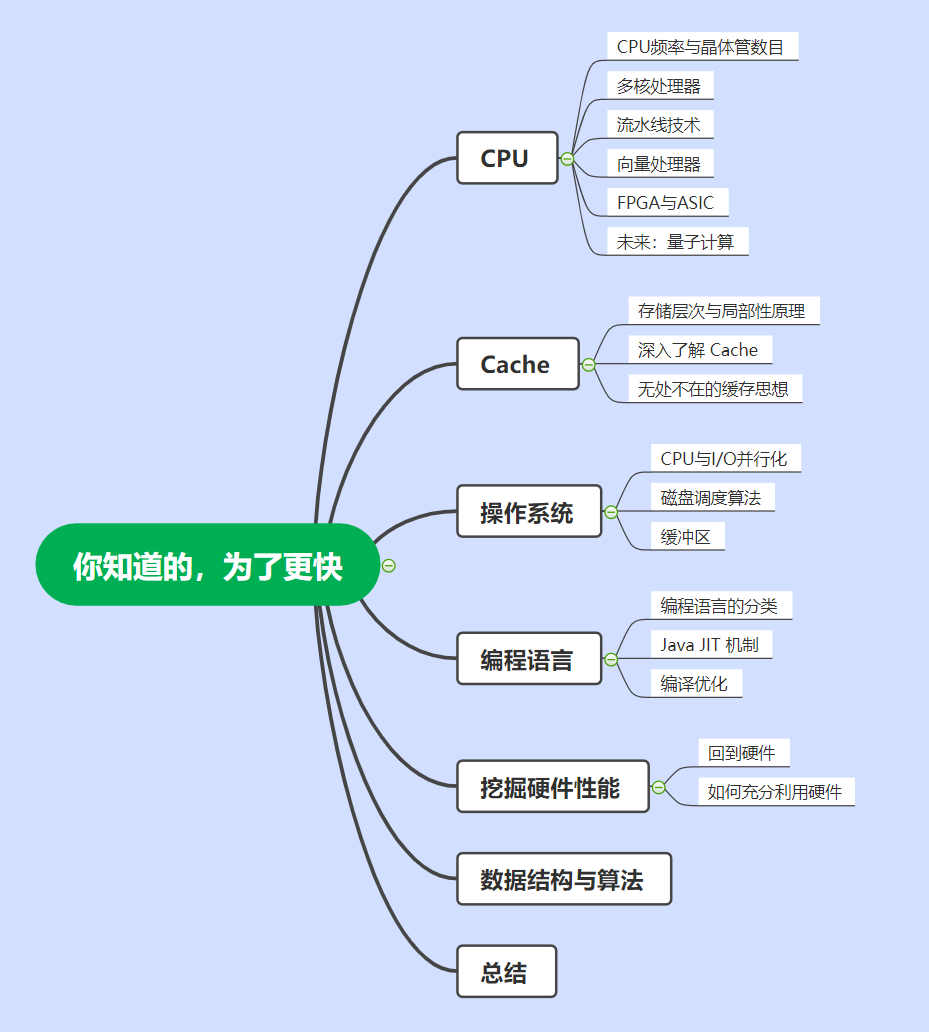 你知道的，为了更快
CPU
CPU频率与晶体管数目
多核处理器
流水线技术
向量处理器
FPGA与ASIC
未来：量子计算
Cache
存储层次与局部性原理
深入了解 Cache
无处不在的缓存思想
操作系统
CPU与I/O并行化
磁盘调度算法
缓冲区
编程语言
编程语言的分类
Java JIT 机制
编译优化
挖掘硬件性能
回到硬件
如何充分利用硬件
数据结构与算法
总结